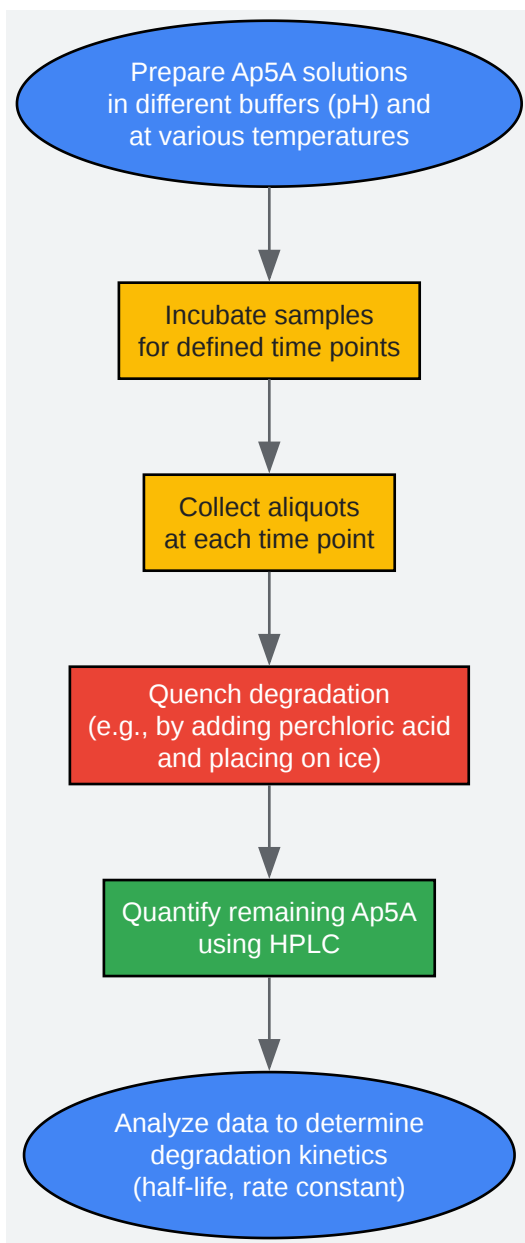 Prepare Ap5A solutions
in different buffers (pH) and
at various temperatures
Incubate samples
for defined time points
Collect aliquots
at each time point
Quench degradation
(e.g., by adding perchloric acid
and placing on ice)
Quantify remaining Ap5A
using HPLC
Analyze data to determine
degradation kinetics
(half-life, rate constant)